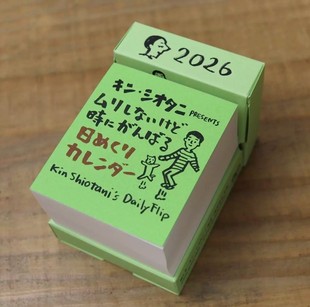 2026
キン・シオタニ PRESENTS
ムリしないけど
時にがんばる
日めくり
カレンダー
Kin Shiotani's Daily Flip